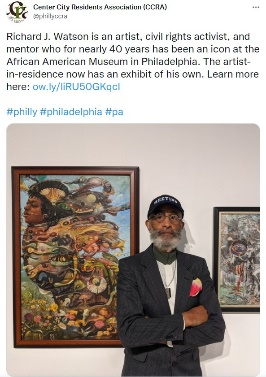 Center City Residents Association (CCRA)
@phillyccra
Richard J. Watson is an artist, civil rights activist, and
mentor who for nearly 40 years has been an icon at the
African American Museum in Philadelphia. The artist-
in-residence now has an exhibit of his own. Learn more
here: ow.ly/liRU50GKqcl
#philly #philadelphia #pa